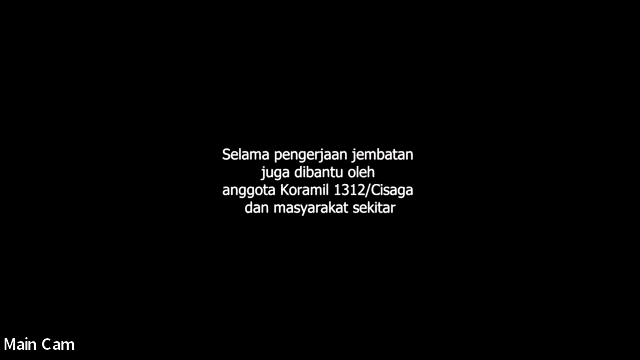 Selama pengerjaan jembatan
juga dibantu oleh
anggota Koramil 1312/Cisaga
dan masyarakat sekitar
Main Cam